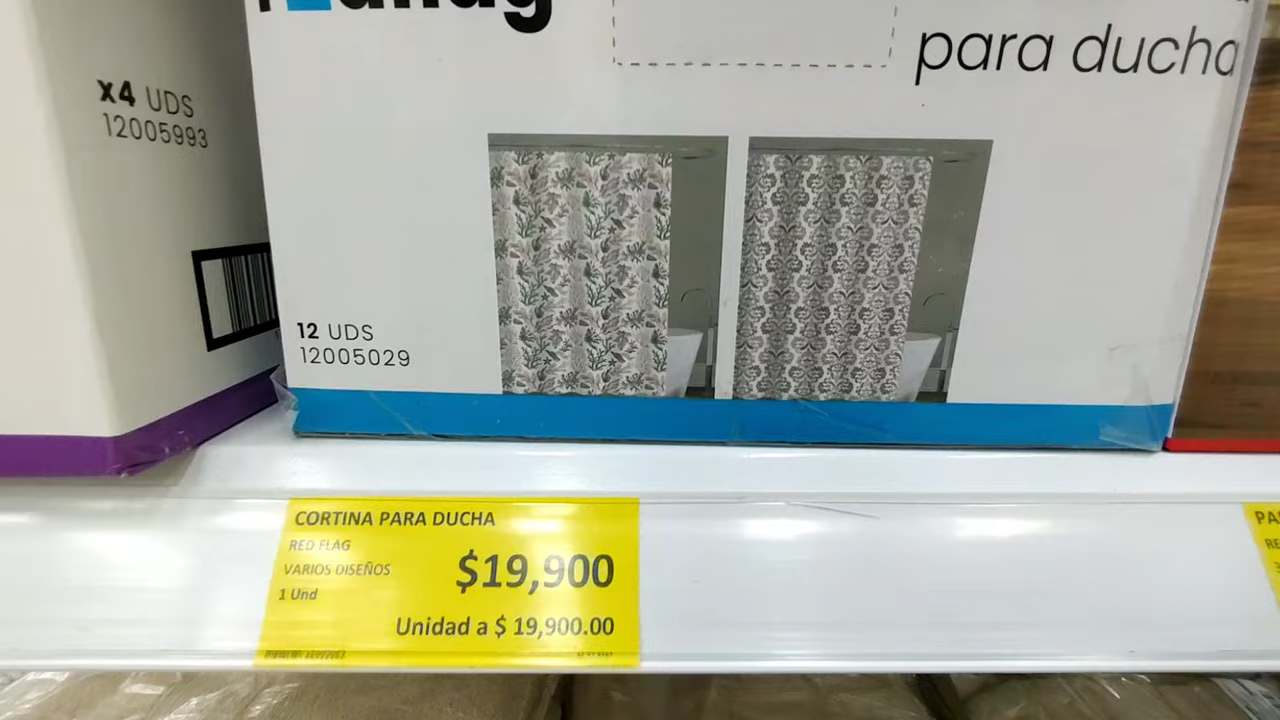 para ducha
x4 UDS
12005993
12 UDS
12005029
CORTINA PARA DUCHA
RED FLAG
VARIOS DISEÑOS
1 Und
$19,900
Unidad a $ 19,900.00